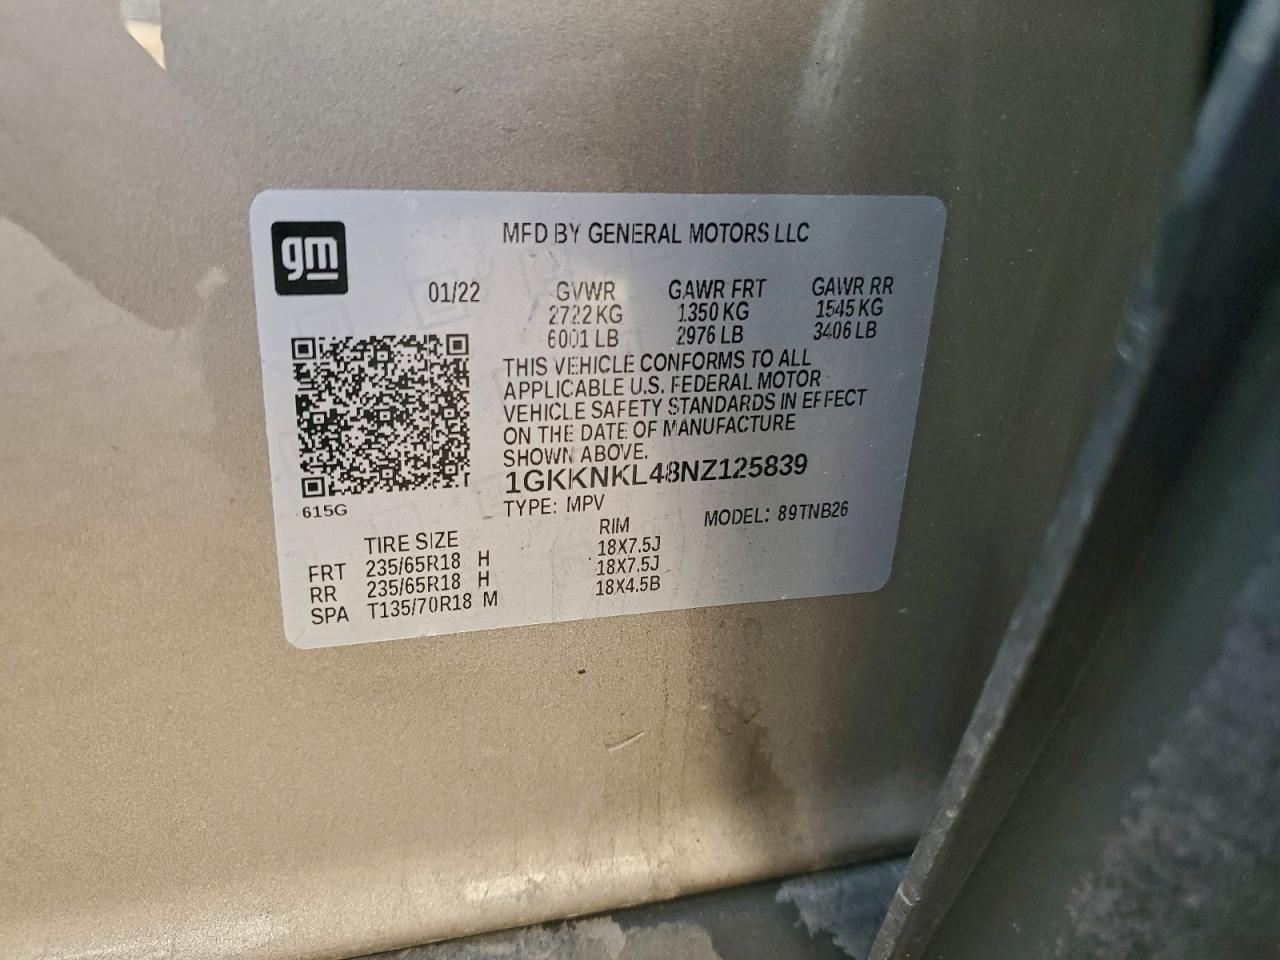 gm
MFD BY GENERAL MOTORS LLC
01/22 GVWR GAWR FRT GAWR RR
2722 KG 1350 KG 1545 KG
6001 LB 2976 LB 3406 LB
THIS VEHICLE CONFORMS TO ALL
APPLICABLE U.S. FEDERAL MOTOR
VEHICLE SAFETY STANDARDS IN EFFECT
ON THE DATE OF MANUFACTURE
SHOWN ABOVE.
1GKKNKL48NZ125839
615G
TYPE: MPV MODEL: 89TNB26
TIRE SIZE RIM
FRT 235/65R18 H 18X7.5J
RR 235/65R18 H 18X7.5J
SPA T135/70R18 M 18X4.5B